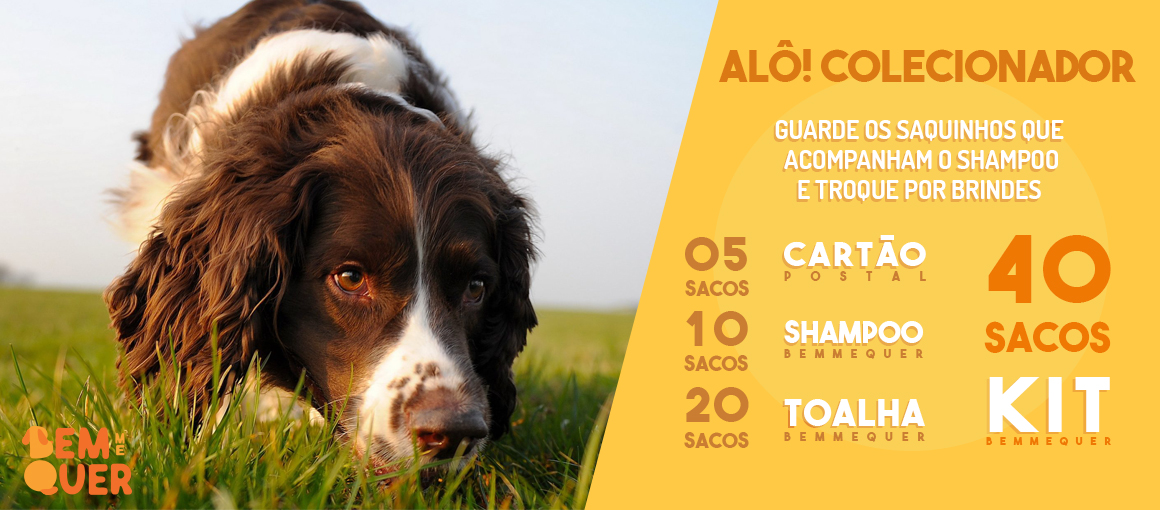 ALÔ! COLECIONADOR
GUARDE OS SAQUINHOS QUE
ACOMPANHAM O SHAMPOO
E TROQUE POR BRINDES
05
SACOS
CARTÃO
POSTAL
10
SACOS
SHAMPOO
BEMMEQUER
20
SACOS
TOALHA
BEMMEQUER
40
SACOS
KIT
BEMMEQUER
BEM ME
QUER